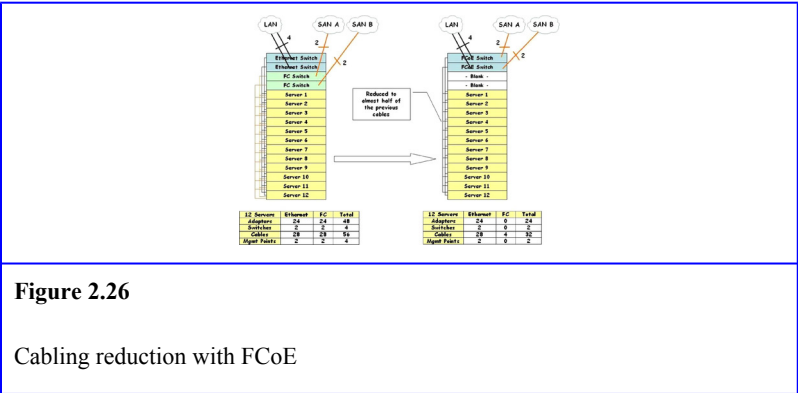 LAN SAN A SAN B
4 2 2
Ethernet Switch
Ethernet Switch
FC Switch
FC Switch
Server 1
Server 2
Server 3
Server 4
Server 5
Server 6
Server 7
Server 8
Server 9
Server 10
Server 11
Server 12
Reduced to
almost half of
the previous
cables
LAN SAN A SAN B
4 2 2
FCoE Switch
FCoE Switch
- Blank -
- Blank -
Server 1
Server 2
Server 3
Server 4
Server 5
Server 6
Server 7
Server 8
Server 9
Server 10
Server 11
Server 12
12 Servers Ethernet FC Total
Adapters 24 24 48
Switches 2 2 4
Cables 28 28 56
Mgmt Points 2 2 4
12 Servers Ethernet FC Total
Adapters 24 0 24
Switches 2 0 2
Cables 28 4 32
Mgmt Points 2 0 2
Figure 2.26
Cabling reduction with FCoE